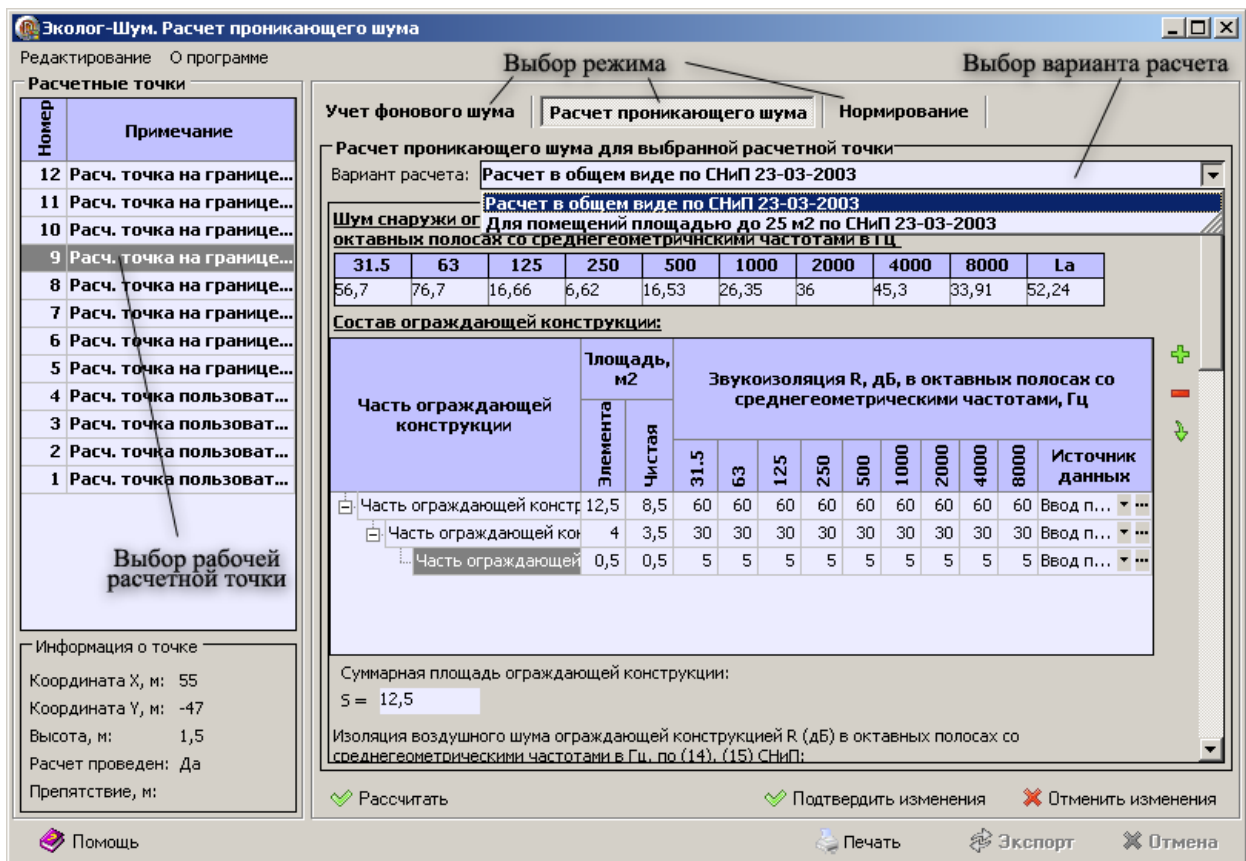 Эколог-Шум. Расчет проникающего шума
Редактирование О программе
Выбор режима
Выбор варианта расчета
Расчетные точки
Номер
Примечание
12 Расч. точка на границе...
11 Расч. точка на границе...
10 Расч. точка на границе...
9 Расч. точка на границе...
8 Расч. точка на границе...
7 Расч. точка на границе...
6 Расч. точка на границе...
5 Расч. точка на границе...
4 Расч. точка пользоват...
3 Расч. точка пользоват...
2 Расч. точка пользоват...
1 Расч. точка пользоват...
Выбор рабочей
расчетной точки
Информация о точке
Координата X, м: 55
Координата Y, м: -47
Высота, м: 1,5
Расчет проведен: Да
Препятствие, м:
Учет фонового шума
Расчет проникающего шума
Нормирование
Расчет проникающего шума для выбранной расчетной точки
Вариант расчета: Расчет в общем виде по СНиП 23-03-2003
Расчет в общем виде по СНиП 23-03-2003
Для помещений площадью до 25 м2 по СНиП 23-03-2003
Шум снаружи ог
октавных полосах со среднегеометричнскими частотами в Гц
31.5 63 125 250 500 1000 2000 4000 8000 La
56,7 76,7 16,66 6,62 16,53 26,35 36 45,3 33,91 52,24
Состав ограждающей конструкции:
Часть ограждающей
конструкции
Площадь,
м2
Элемента
Чистая
Звукоизоляция R, дБ, в октавных полосах со
среднегеометрическими частотами, Гц
31.5 63 125 250 500 1000 2000 4000 8000
Источник
данных
Часть ограждающей констр 12,5 8,5 60 60 60 60 60 60 60 60 60 Ввод п... ...
Часть ограждающей кон 4 3,5 30 30 30 30 30 30 30 30 30 Ввод п... ...
Часть ограждающей 0,5 0,5 5 5 5 5 5 5 5 5 5 Ввод п... ...
Суммарная площадь ограждающей конструкции:
S = 12,5
Изоляция воздушного шума ограждающей конструкцией R (дБ) в октавных полосах со
среднегеометрическими частотами в Гц, по (14), (15) СНиП:
Рассчитать
Подтвердить изменения
Отменить изменения
Помощь
Печать
Экспорт
Отмена